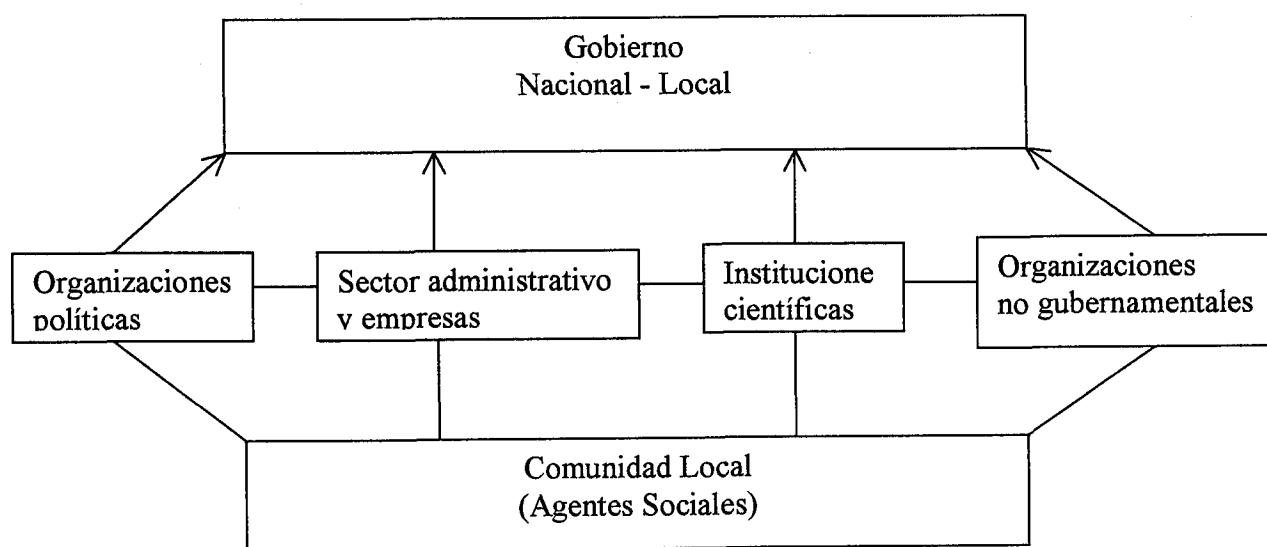 Gobierno
Nacional - Local
Organizaciones
políticas
Sector administrativo
y empresas
Institucione
científicas
Organizaciones
no gubernamentales
Comunidad Local
(Agentes Sociales)